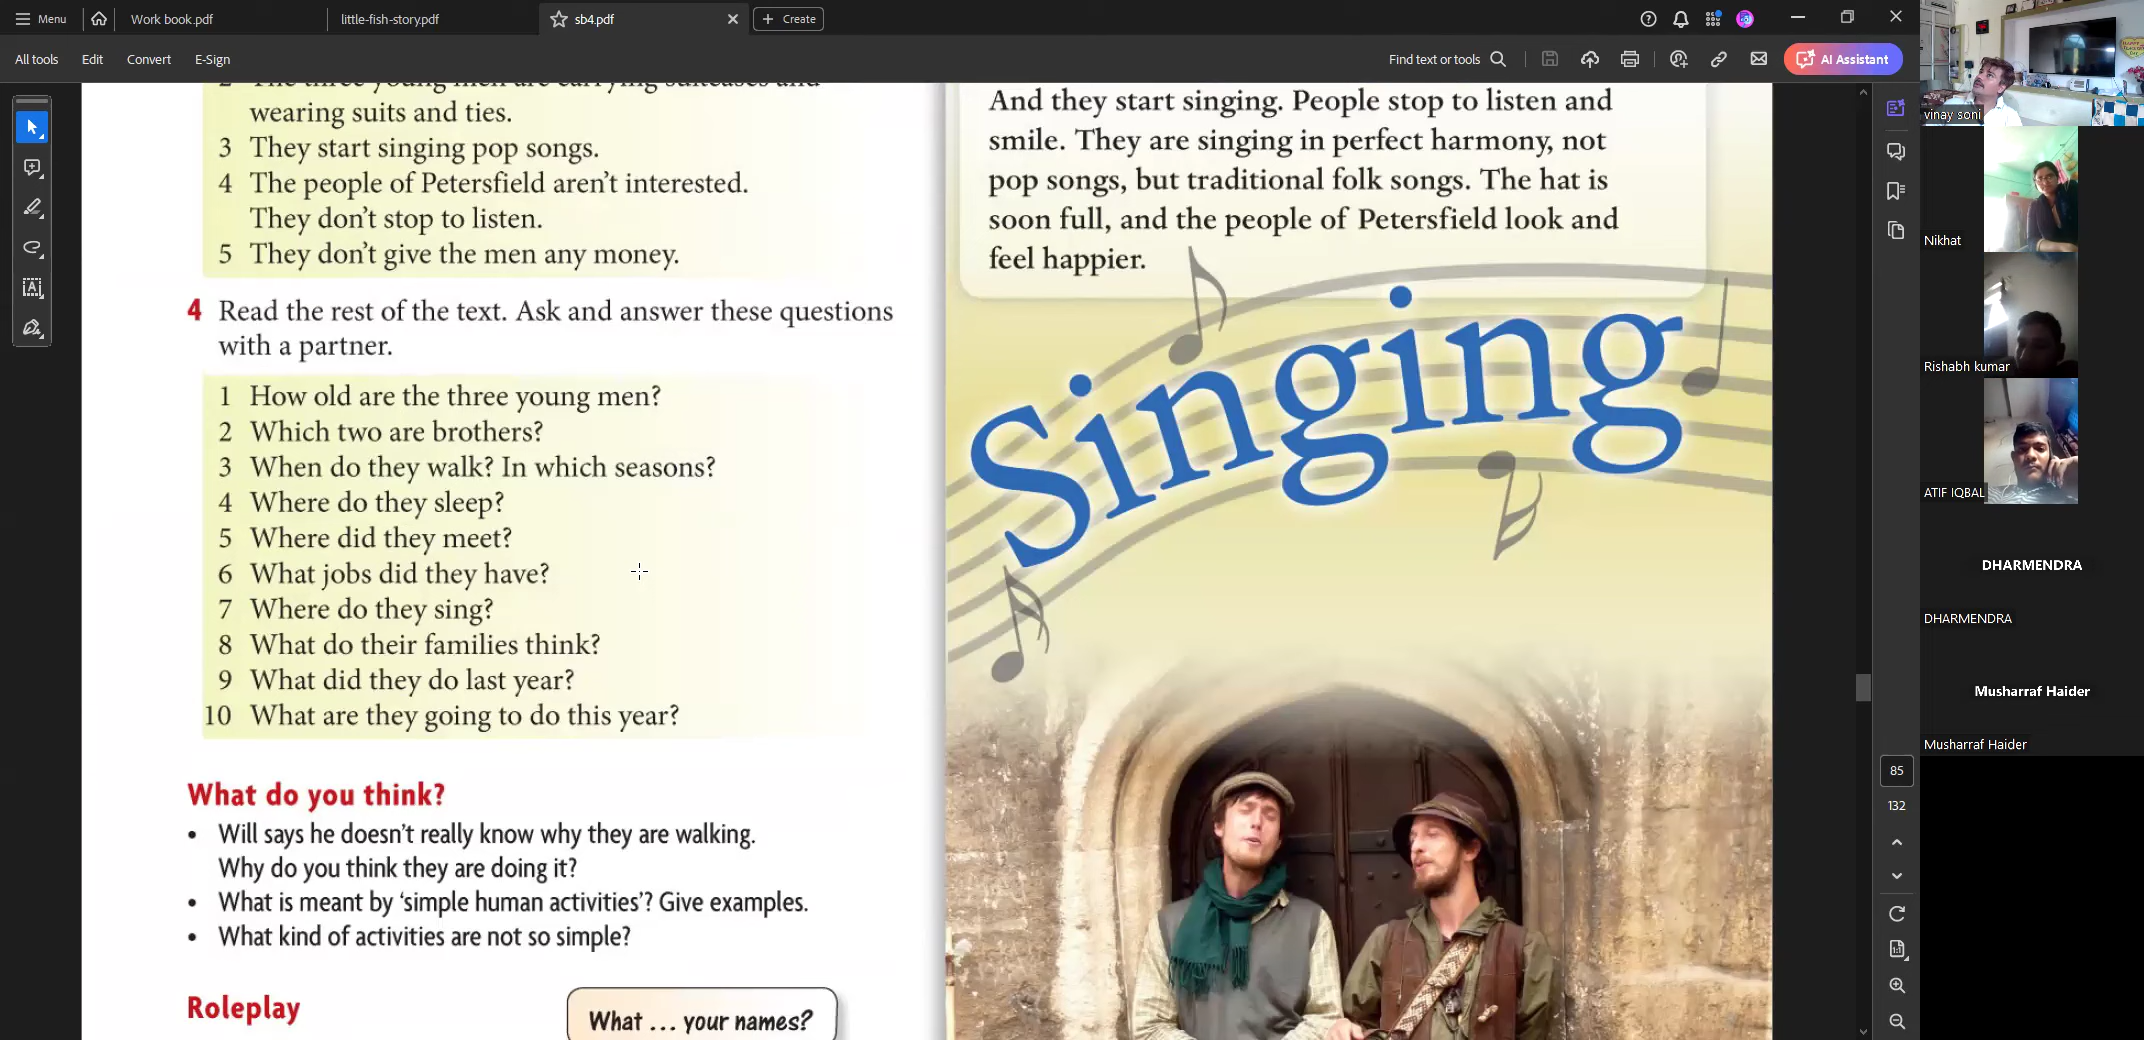 Menu
Work book.pdf
little-fish-story.pdf
sb4.pdf
Create
All tools
Edit
Convert
E-Sign
Find text or tools
AI Assistant
2 The three young men are carrying suitcases and
wearing suits and ties.
3 They start singing pop songs.
4 The people of Petersfield aren't interested.
They don't stop to listen.
5 They don't give the men any money.
4 Read the rest of the text. Ask and answer these questions
with a partner.
1 How old are the three young men?
2 Which two are brothers?
3 When do they walk? In which seasons?
4 Where do they sleep?
5 Where did they meet?
6 What jobs did they have?
7 Where do they sing?
8 What do their families think?
9 What did they do last year?
10 What are they going to do this year?
What do you think?
• Will says he doesn't really know why they are walking.
Why do you think they are doing it?
• What is meant by 'simple human activities'? Give examples.
• What kind of activities are not so simple?
Roleplay
What ... your names?
And they start singing. People stop to listen and
smile. They are singing in perfect harmony, not
pop songs, but traditional folk songs. The hat is
soon full, and the people of Petersfield look and
feel happier.
Singing
85
132
vinay soni
Nikhat
Rishabh kumar
ATIF IQBAL
DHARMENDRA
DHARMENDRA
Musharraf Haider
Musharraf Haider